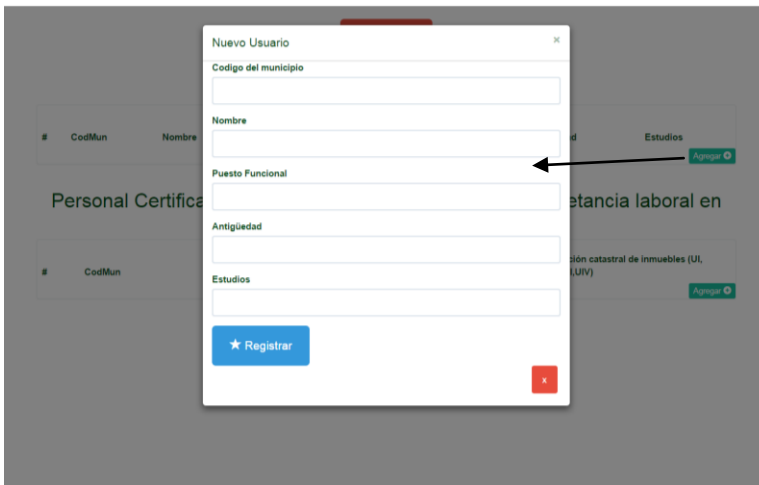 Nuevo Usuario ×
Codigo del municipio
Nombre
# CodMun Nombre Estudios
Agregar
Puesto Funcional
Personal Certifica etancia laboral en
Antigüedad
ción catastral de inmuebles (UI,
# CodMun I,UIV)
Estudios
Agregar
★ Registrar
x